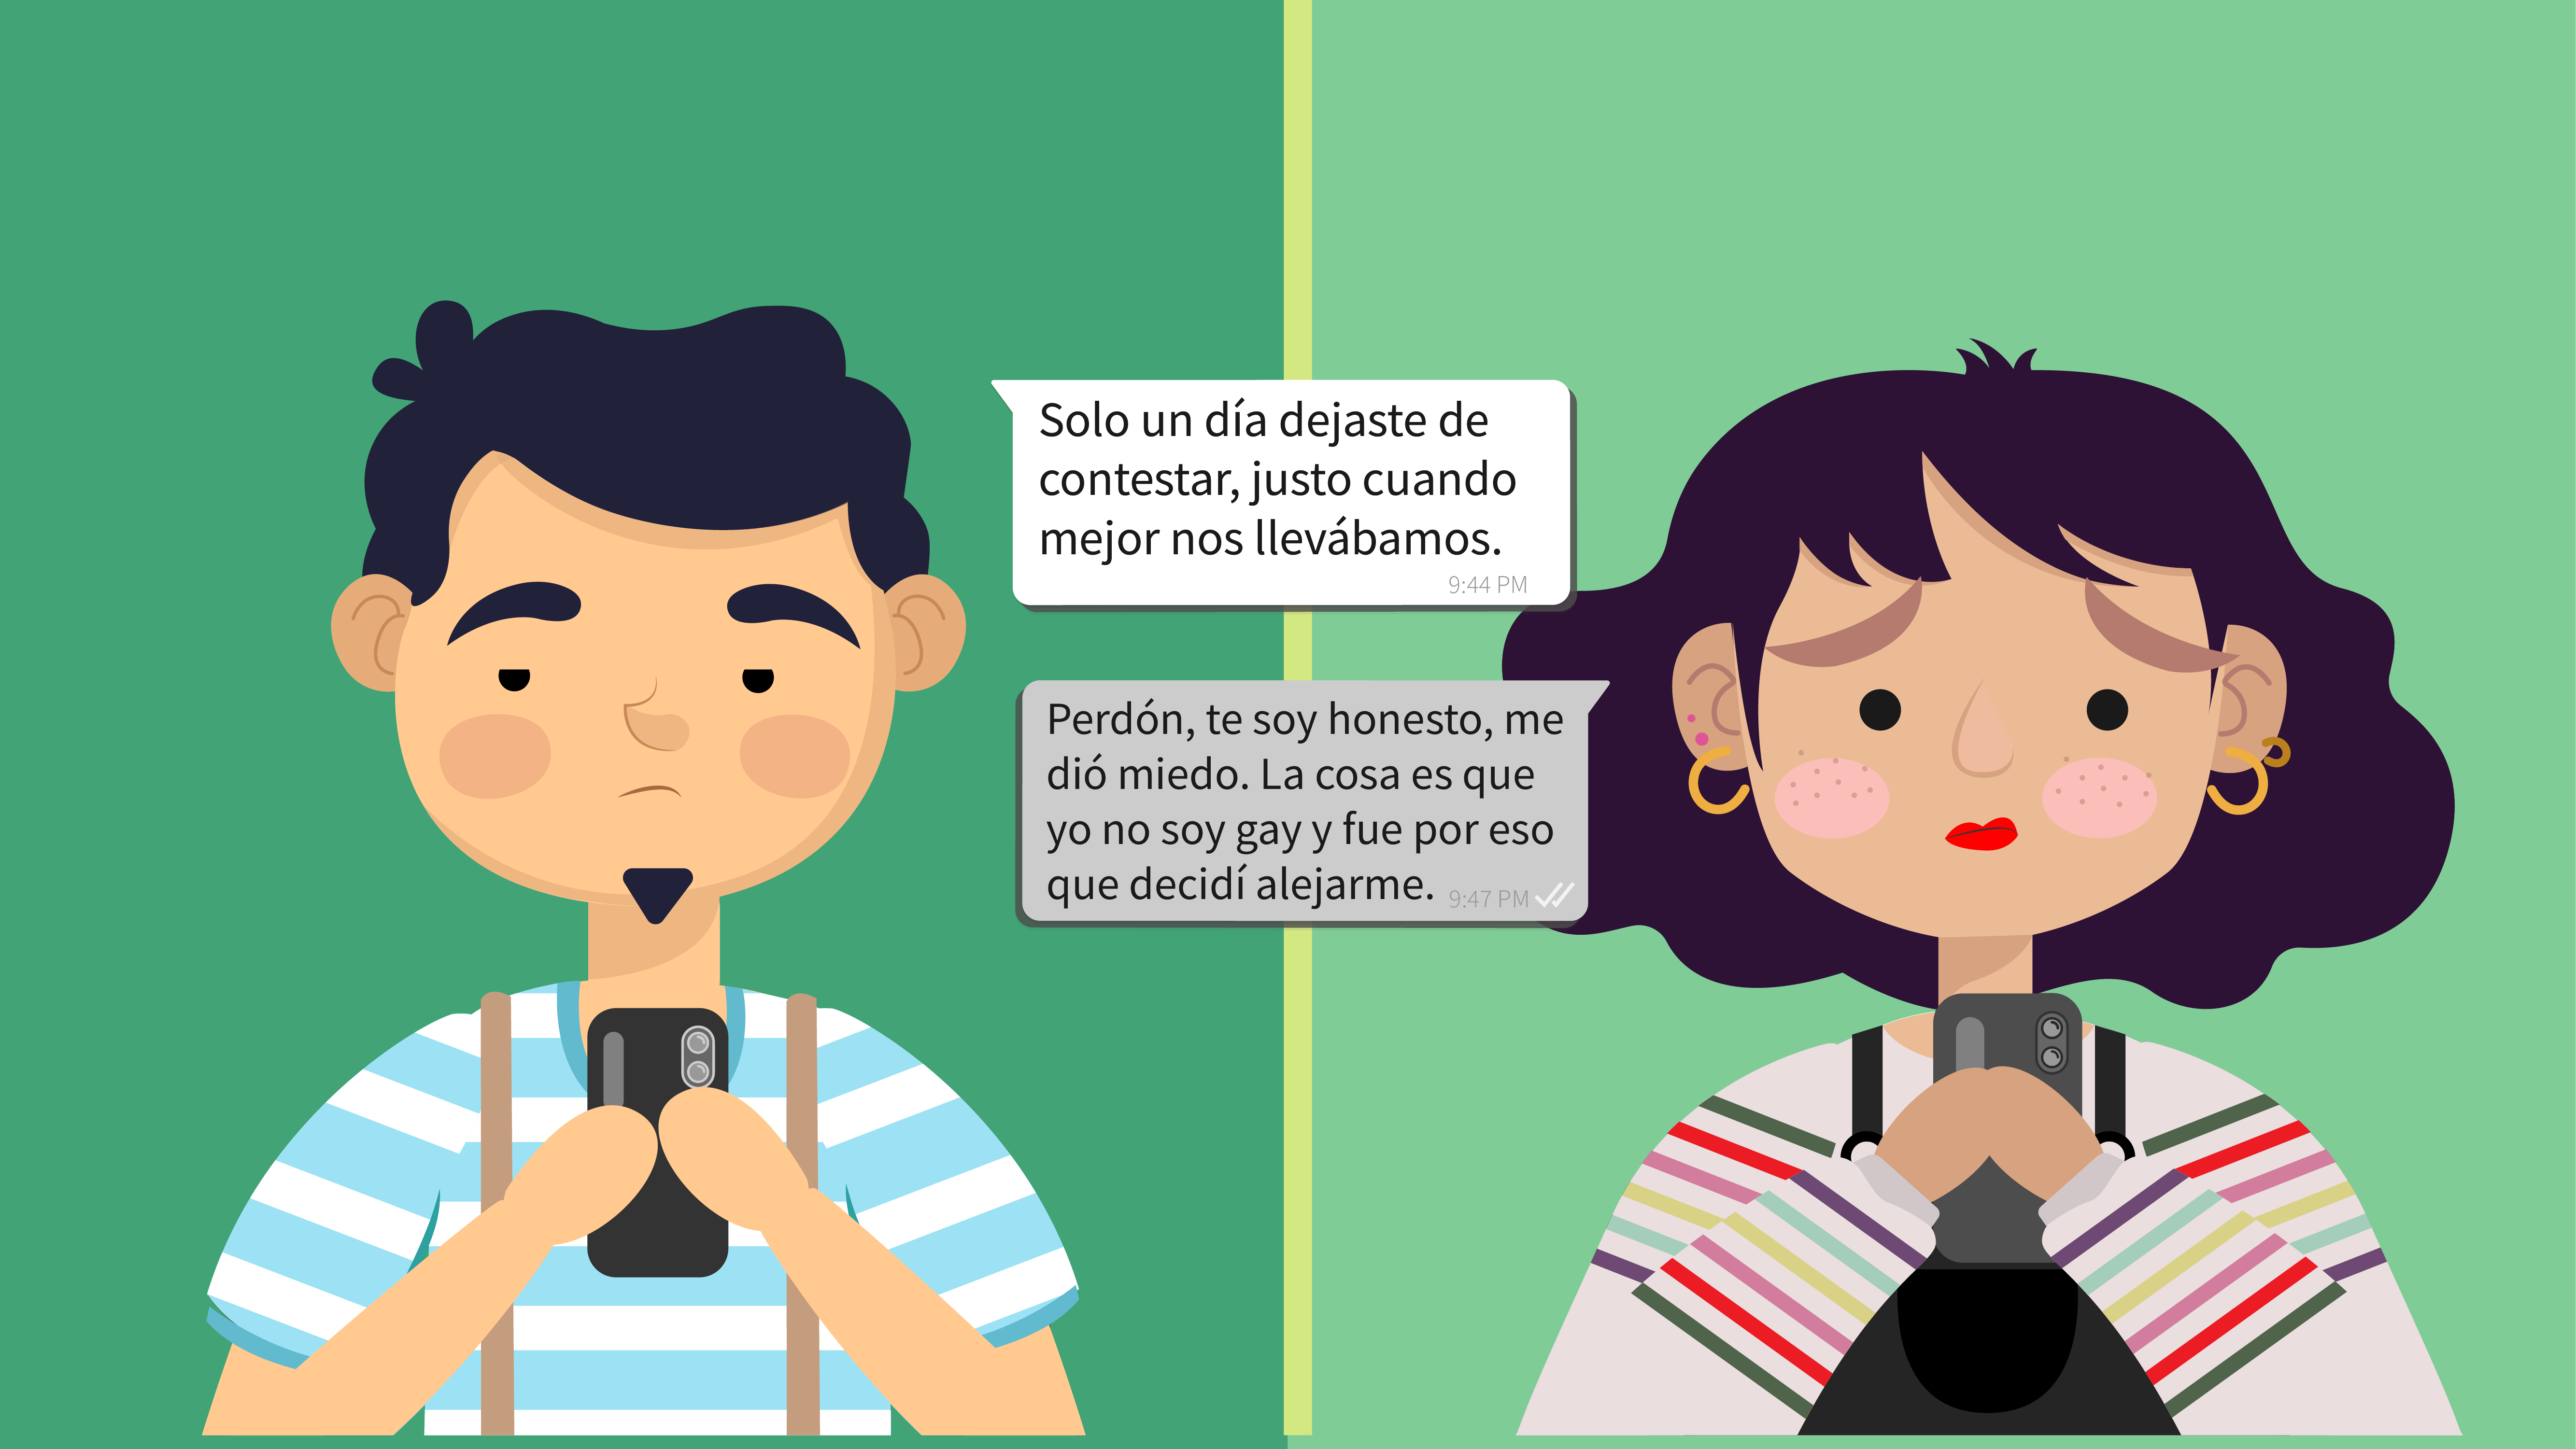 Solo un día dejaste de
contestar, justo cuando
mejor nos llevábamos.
9:44 PM
Perdón, te soy honesto, me
dió miedo. La cosa es que
yo no soy gay y fue por eso
que decidí alejarme. 9:47 PM